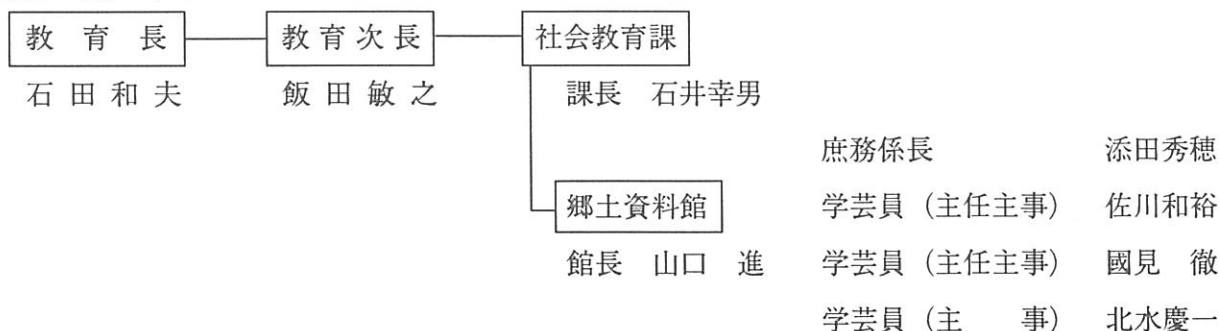 教育長 教育次長 社会教育課
石田和夫 飯田敏之 課長 石井幸男
庶務係長 添田秀穂
郷土資料館 学芸員（主任主事） 佐川和裕
館長 山口 進 学芸員（主任主事） 國見 徹
学芸員（主 事） 北水慶一